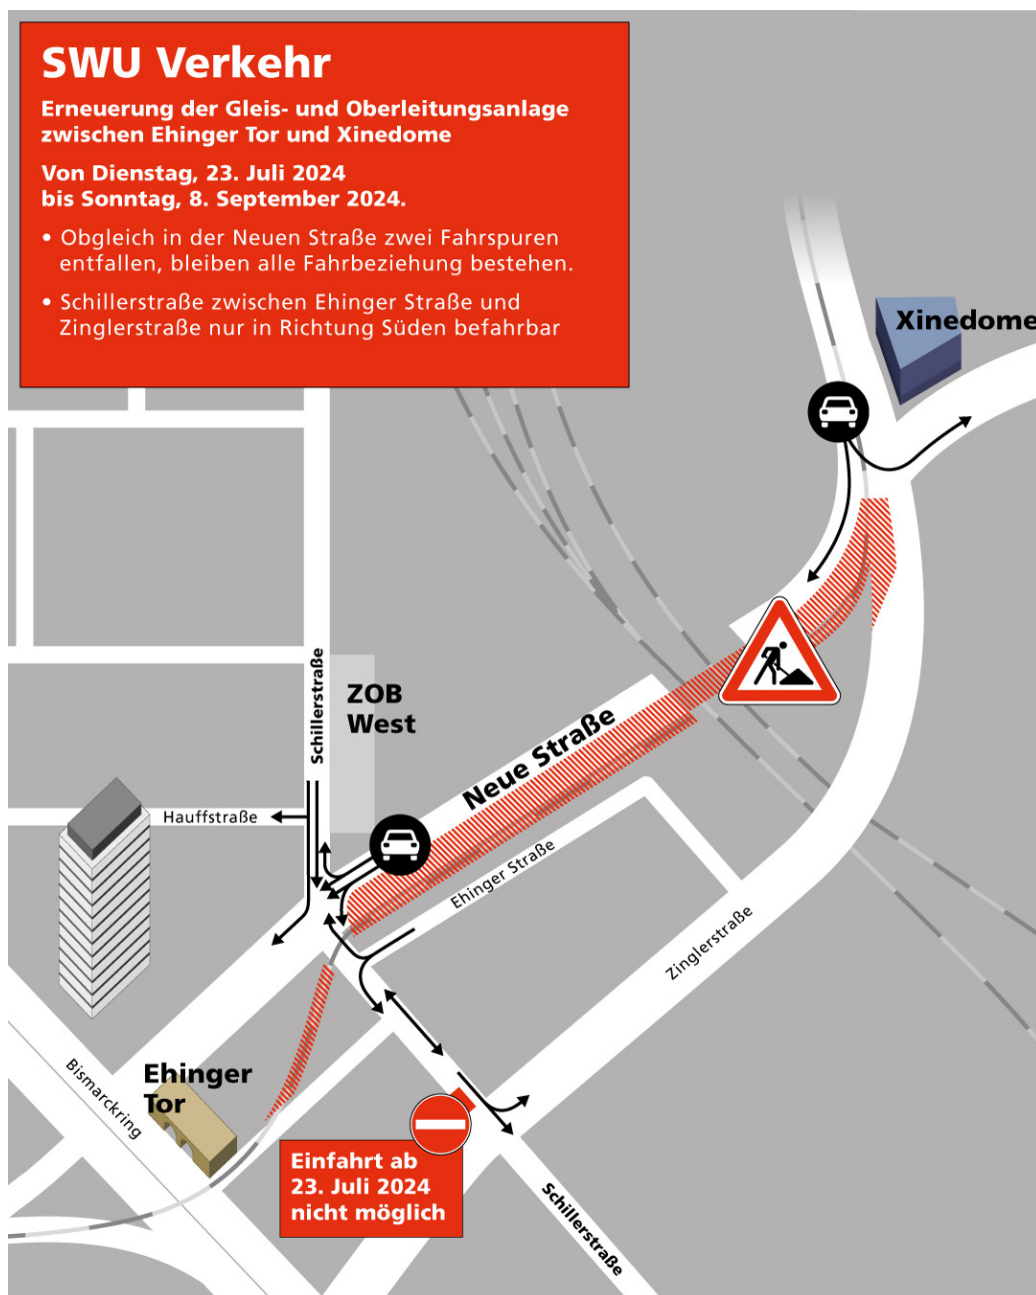 SWU Verkehr
Erneuerung der Gleis- und Oberleitungsanlage
zwischen Ehinger Tor und Xinedome
Von Dienstag, 23. Juli 2024
bis Sonntag, 8. September 2024.
• Obgleich in der Neuen Straße zwei Fahrspuren
entfallen, bleiben alle Fahrbeziehung bestehen.
• Schillerstraße zwischen Ehinger Straße und
Zinglerstraße nur in Richtung Süden befahrbar
Xinedome
Schillerstraße
ZOB
West
Neue Straße
Hauffstraße
Ehinger Straße
Zinglerstraße
Bismarckring
Ehinger
Tor
Einfahrt ab
23. Juli 2024
nicht möglich
Schillerstraße